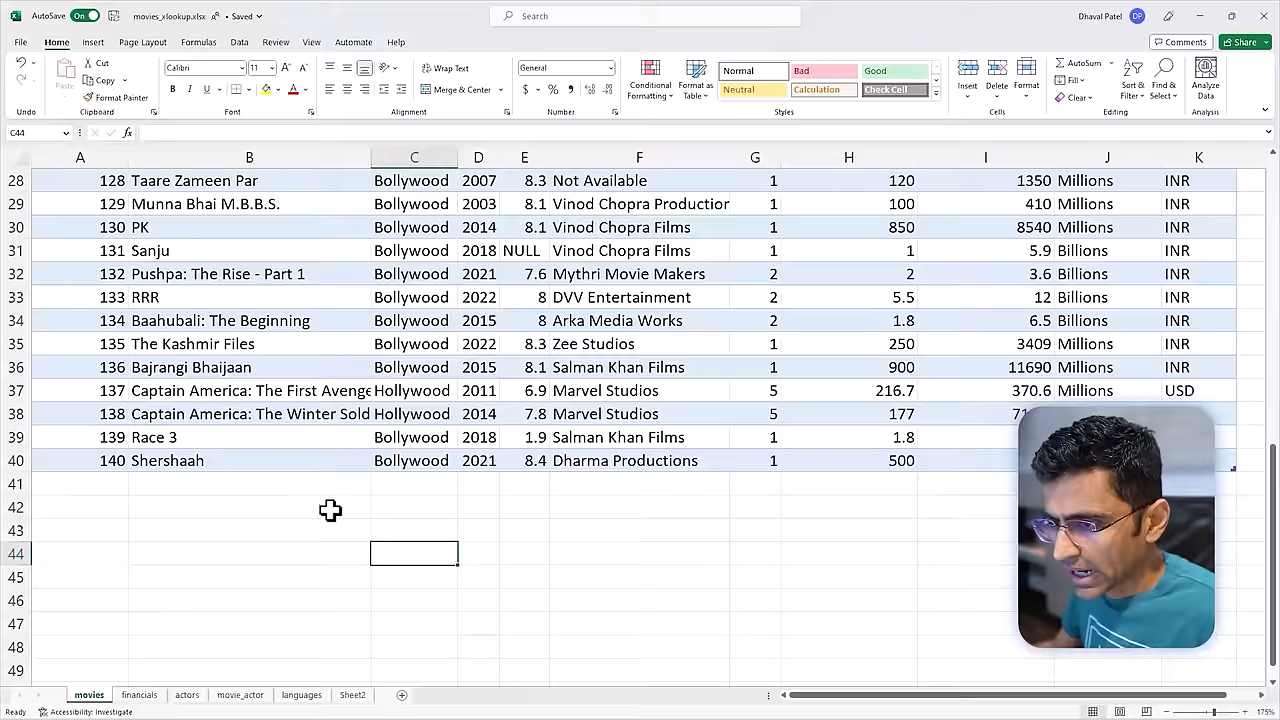 AutoSave On movies_xlookup.xlsx • Saved Search Dhaval Patel DP
File Home Insert Page Layout Formulas Data Review View Automate Help Comments Share
Paste Cut Copy Format Painter
Calibri 11 Wrap Text Merge & Center
General
Conditional Formatting Format as Table
Normal Bad Good
Neutral Calculation Check Cell
Insert Delete Format
AutoSum Fill Clear
Sort & Filter Find & Select Analyze Data
Undo Clipboard Font Alignment Number Styles Cells Editing Analysis
C44 fx
A B C D E F G H I J K
28 128 Taare Zameen Par Bollywood 2007 8.3 Not Available 1 120 1350 Millions INR
29 129 Munna Bhai M.B.B.S. Bollywood 2003 8.1 Vinod Chopra Production 1 100 410 Millions INR
30 130 PK Bollywood 2014 8.1 Vinod Chopra Films 1 850 8540 Millions INR
31 131 Sanju Bollywood 2018 NULL Vinod Chopra Films 1 1 5.9 Billions INR
32 132 Pushpa: The Rise - Part 1 Bollywood 2021 7.6 Mythri Movie Makers 2 2 3.6 Billions INR
33 133 RRR Bollywood 2022 8 DVV Entertainment 2 5.5 12 Billions INR
34 134 Baahubali: The Beginning Bollywood 2015 8 Arka Media Works 2 1.8 6.5 Billions INR
35 135 The Kashmir Files Bollywood 2022 8.3 Zee Studios 1 250 3409 Millions INR
36 136 Bajrangi Bhaijaan Bollywood 2015 8.1 Salman Khan Films 1 900 11690 Millions INR
37 137 Captain America: The First Avenge Hollywood 2011 6.9 Marvel Studios 5 216.7 370.6 Millions USD
38 138 Captain America: The Winter Sold Hollywood 2014 7.8 Marvel Studios 5 177
39 139 Race 3 Bollywood 2018 1.9 Salman Khan Films 1 1.8
40 140 Shershaah Bollywood 2021 8.4 Dharma Productions 1 500
41
42
43
44
45
46
47
48
49
movies financials actors movie_actor languages Sheet2
Ready Accessibility: Investigate 175%